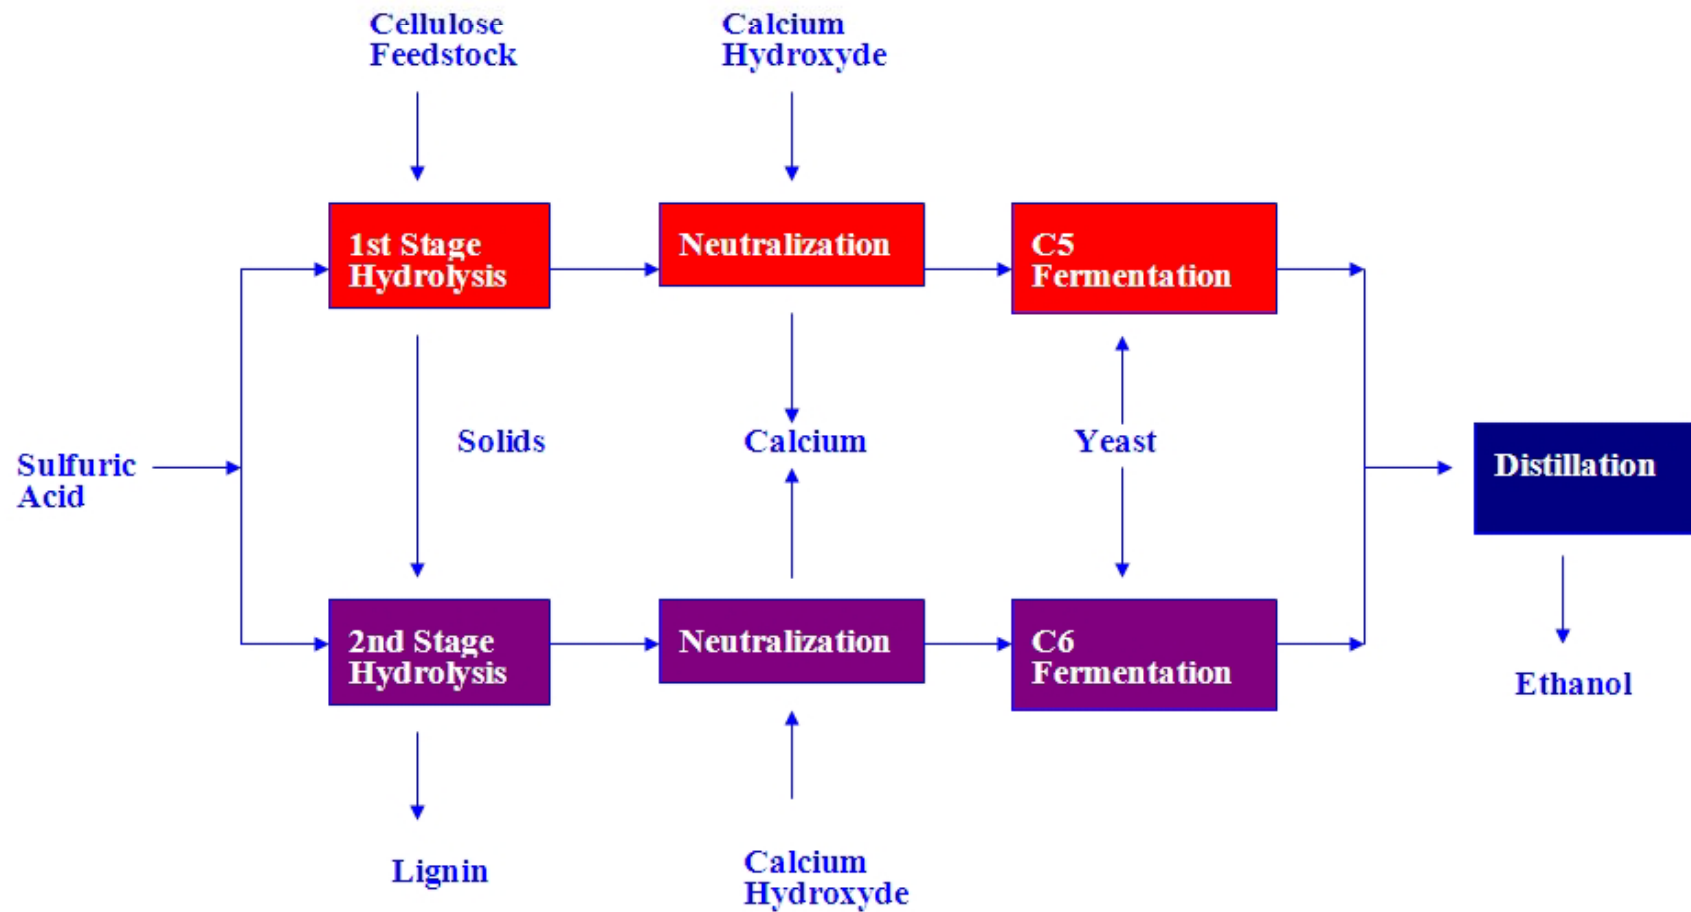 Cellulose
Feedstock
Calcium
Hydroxyde
1st Stage
Hydrolysis
Neutralization
C5
Fermentation
Sulfuric
Acid
Solids
Calcium
Yeast
Distillation
2nd Stage
Hydrolysis
Neutralization
C6
Fermentation
Ethanol
Lignin
Calcium
Hydroxyde